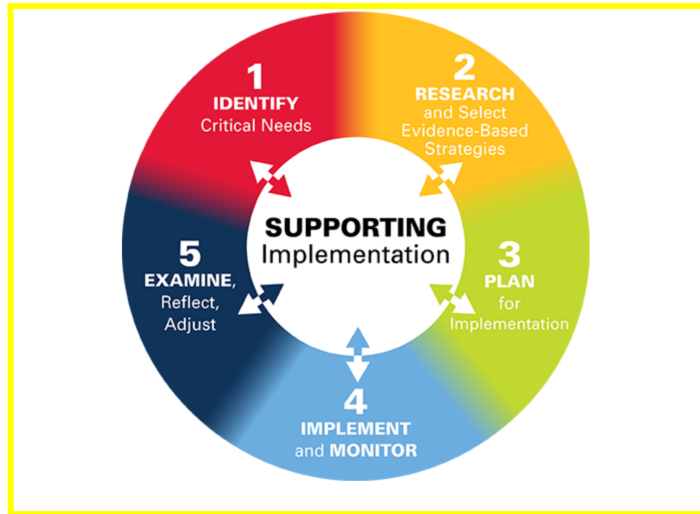 1
IDENTIFY
Critical Needs
2
RESEARCH
and Select
Evidence-Based
Strategies
3
PLAN
for
Implementation
4
IMPLEMENT
and MONITOR
5
EXAMINE,
Reflect,
Adjust
SUPPORTING
Implementation